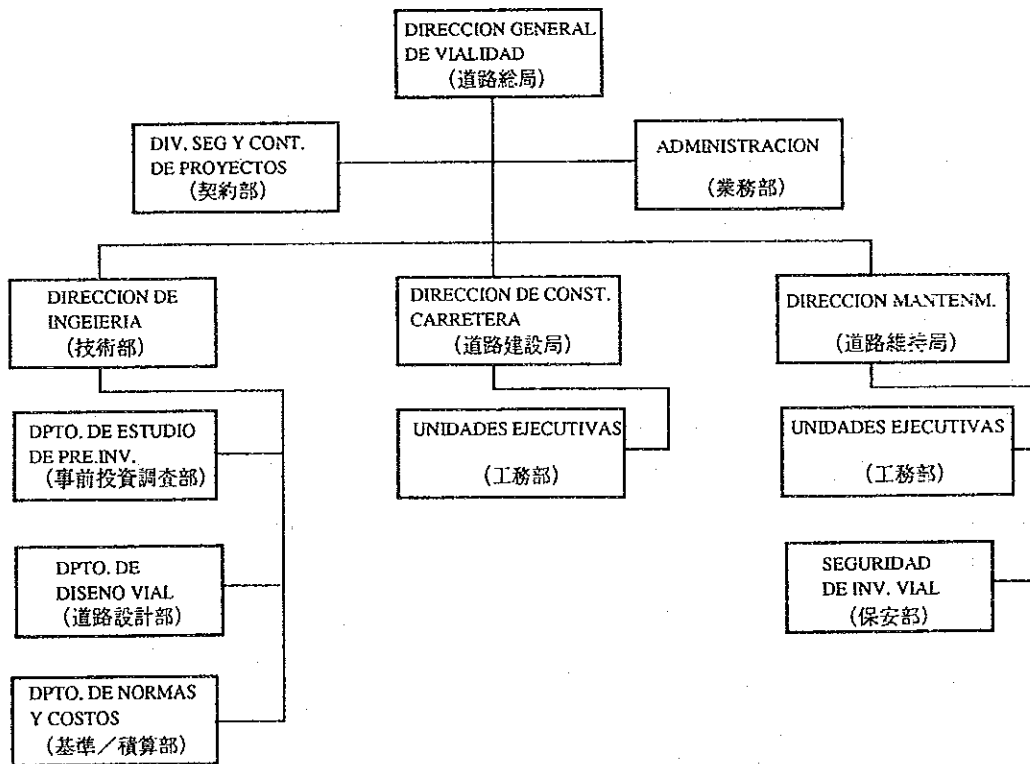 DIRECCION GENERAL
DE VIALIDAD
(道路総局)
DIV. SEG Y CONT.
DE PROYECTOS
(契約部)
ADMINISTRACION
(業務部)
DIRECCION DE
INGEIERIA
(技術部)
DIRECCION DE CONST.
CARRETERA
(道路建設局)
DIRECCION MANTENM.
(道路維持局)
DPTO. DE ESTUDIO
DE PRE.INV.
(事前投資調査部)
UNIDADES EJECUTIVAS
(工務部)
UNIDADES EJECUTIVAS
(工務部)
DPTO. DE
DISENO VIAL
(道路設計部)
SEGURIDAD
DE INV. VIAL
(保安部)
DPTO. DE NORMAS
Y COSTOS
(基準/積算部)